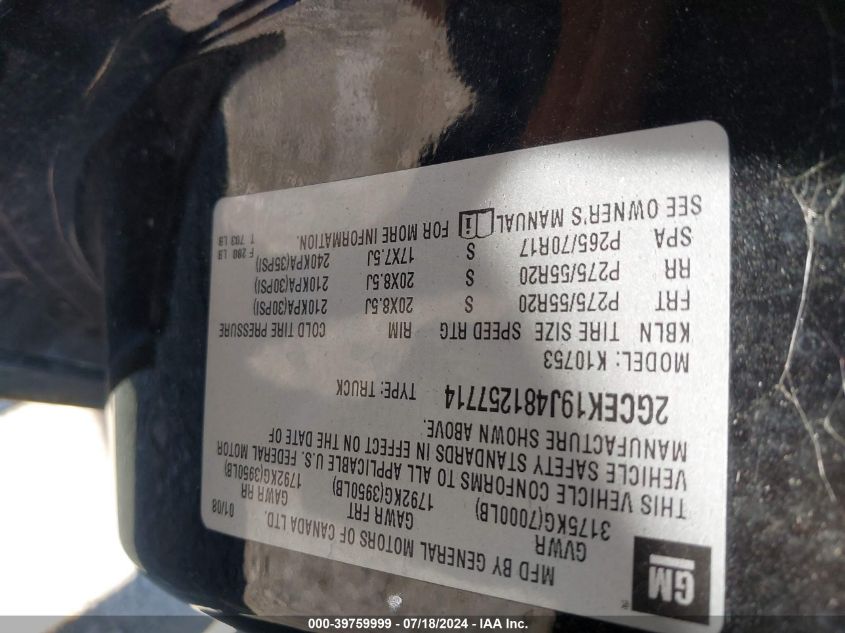 GM
®
MFD BY GENERAL MOTORS OF CANADA LTD.
01/08
GVWR GAWR FRT GAWR RR
3175KG(7000LB) 1792KG(3950LB) 1792KG(3950LB)
THIS VEHICLE CONFORMS TO ALL APPLICABLE U.S. FEDERAL MOTOR
VEHICLE SAFETY STANDARDS IN EFFECT ON THE DATE OF
MANUFACTURE SHOWN ABOVE.
2GCEK19J481257714 TYPE: TRUCK
MODEL: K10753
KBLN TIRE SIZE SPEED RTG RIM COLD TIRE PRESSURE
FRT P275/55R20 S 20X8.5J 210KPA(30PSI)
RR P275/55R20 S 20X8.5J 210KPA(30PSI)
SPA P265/70R17 S 17X7.5J 240KPA(35PSI)
SEE OWNER'S MANUAL FOR MORE INFORMATION.
F 280 LB
T 703 LB
000-39759999 - 07/18/2024 - IAA Inc.